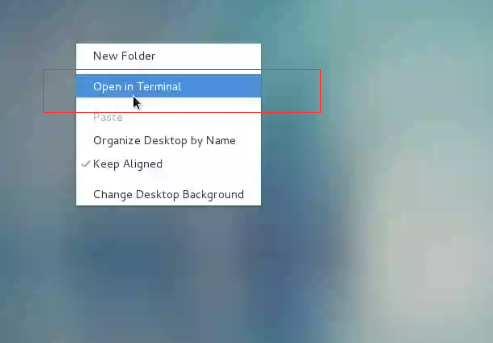 New Folder
Open in Terminal
Paste
Organize Desktop by Name
Keep Aligned
Change Desktop Background